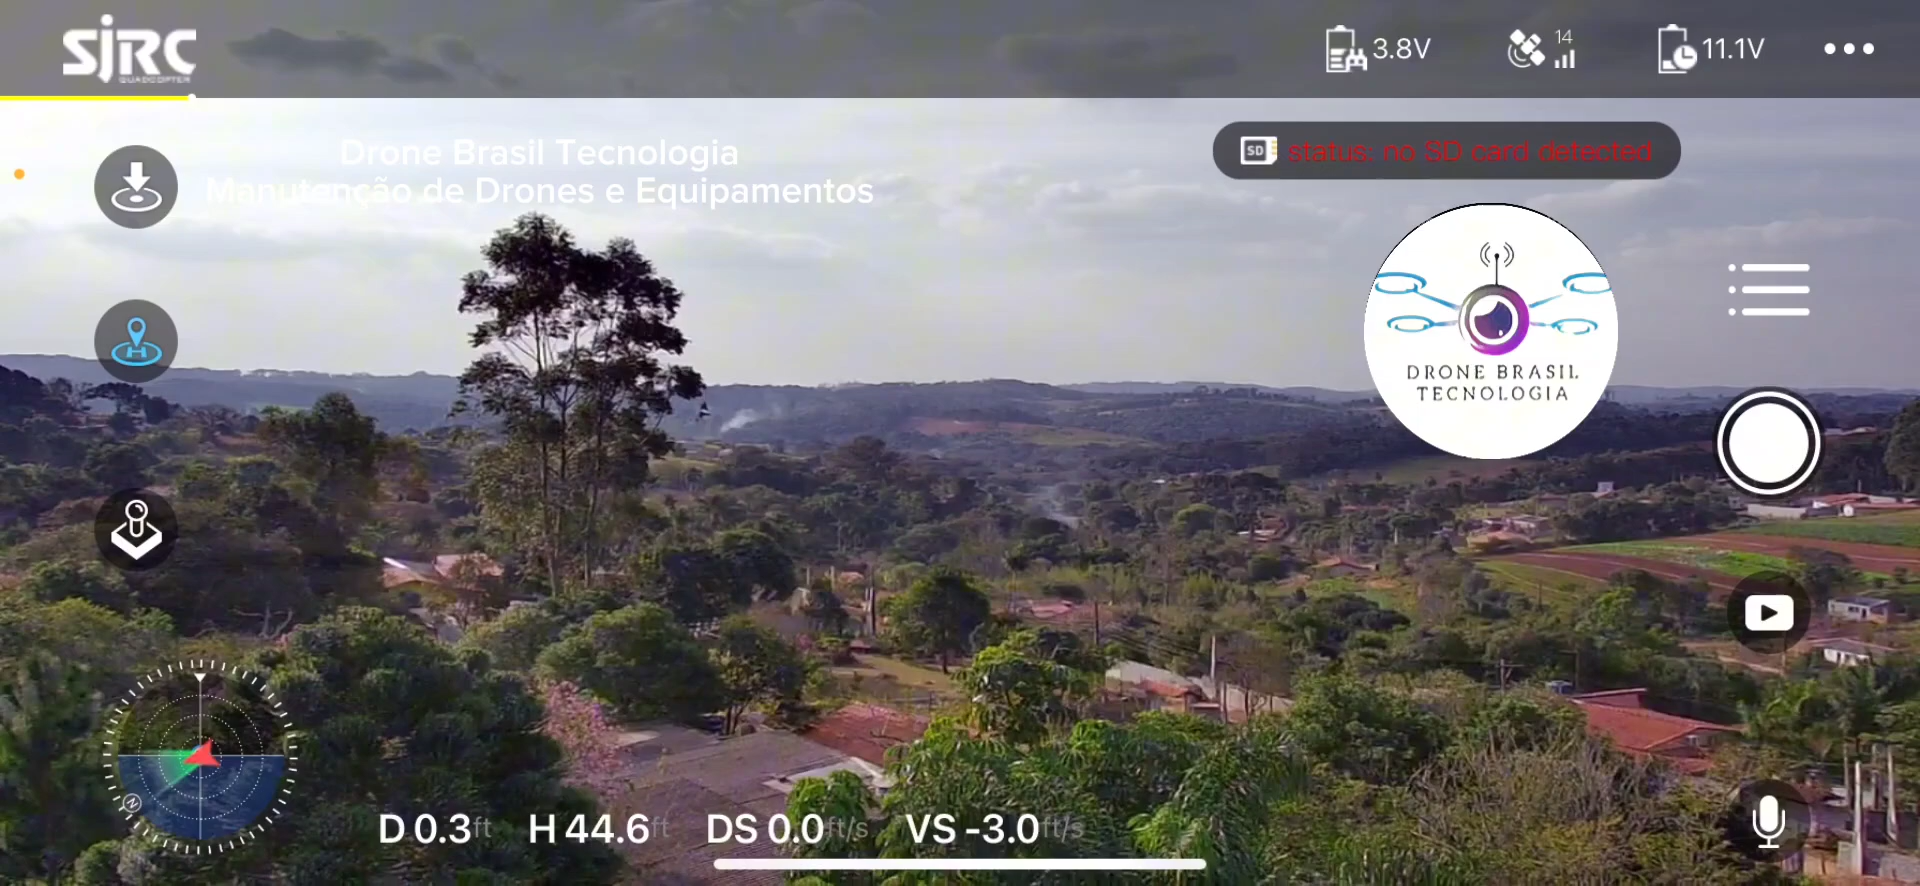 SJRC
QUADCOPTER
3.8V
14
11.1V
Drone Brasil Tecnologia
Manutenção de Drones e Equipamentos
SD status: no SD card detected
DRONE BRASIL
TECNOLOGIA
H
N
D 0.3ft H 44.6ft DS 0.0ft/s VS -3.0ft/s